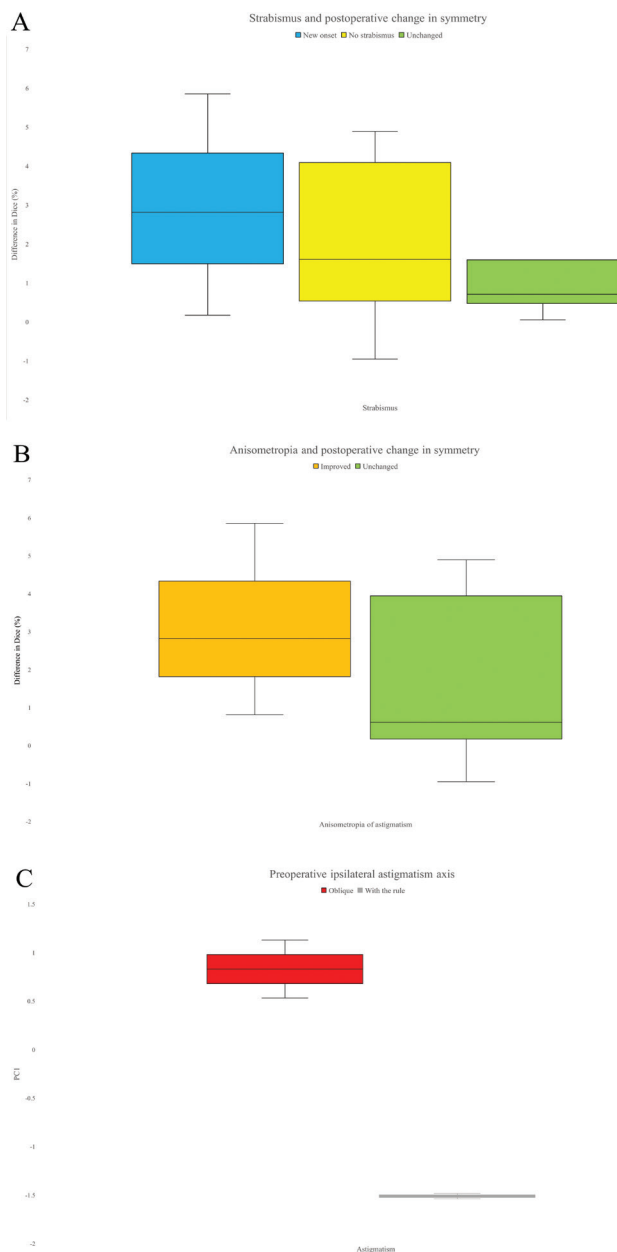 A
Strabismus and postoperative change in symmetry
New onset No strabismus Unchanged
7
6
5
4
3
2
1
0
-1
-2
Difference in Dice (%)
Strabismus
B
Anisometropia and postoperative change in symmetry
Improved Unchanged
7
6
5
4
3
2
1
0
-1
-2
Difference in Dice (%)
Anisometropia of astigmatism
C
Preoperative ipsilateral astigmatism axis
Oblique With the rule
1.5
1
0.5
0
-0.5
-1
-1.5
-2
PC1
Astigmatism